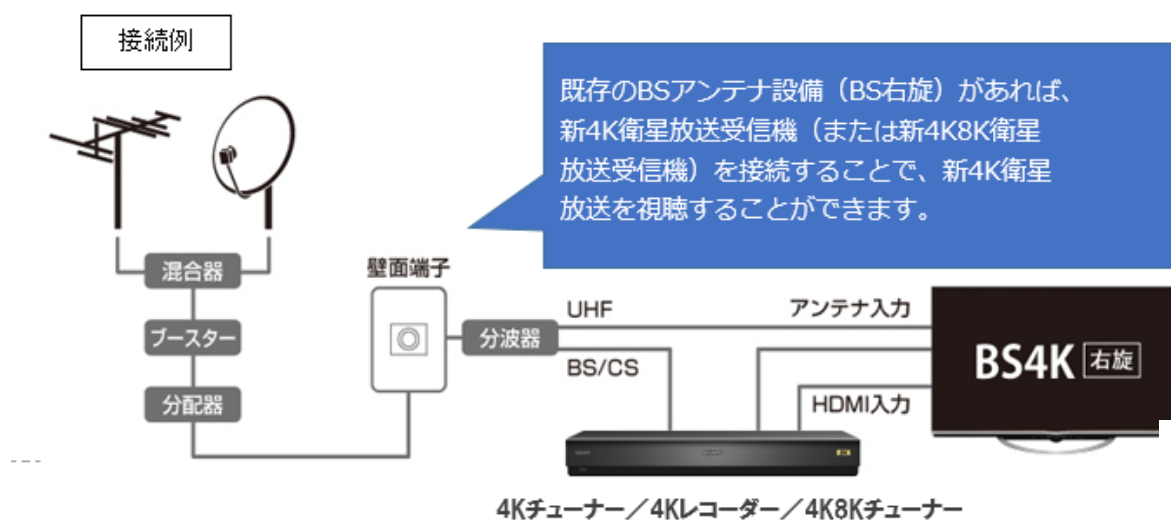 接続例
既存のBSアンテナ設備（BS右旋）があれば、
新4K衛星放送受信機（または新4K8K衛星
放送受信機）を接続することで、新4K衛星
放送を視聴することができます。
混合器
ブースター
分配器
壁面端子
分波器
UHF
BS/CS
アンテナ入力
HDMI入力
BS4K 右旋
4Kチューナー／4Kレコーダー／4K8Kチューナー